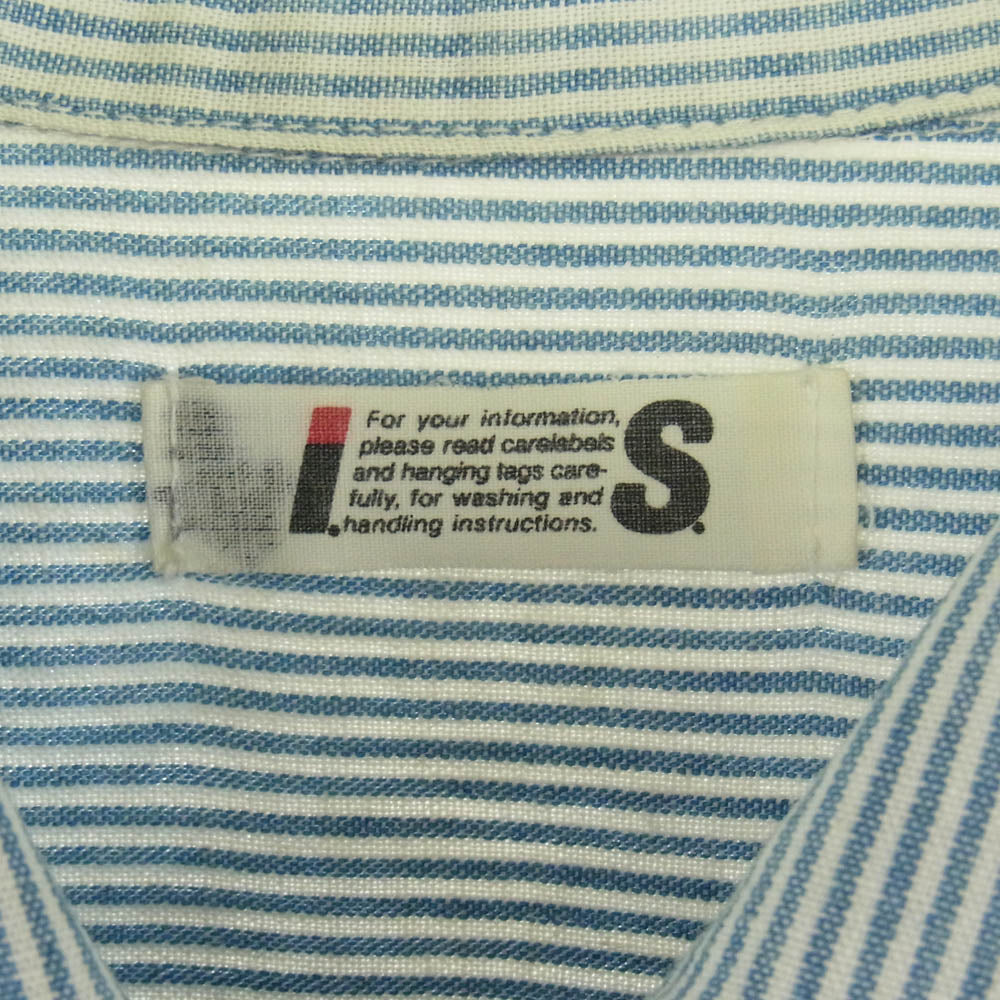 I. S.
For your information,
please read carelabels
and hanging tags care-
fully, for washing and
handling instructions.